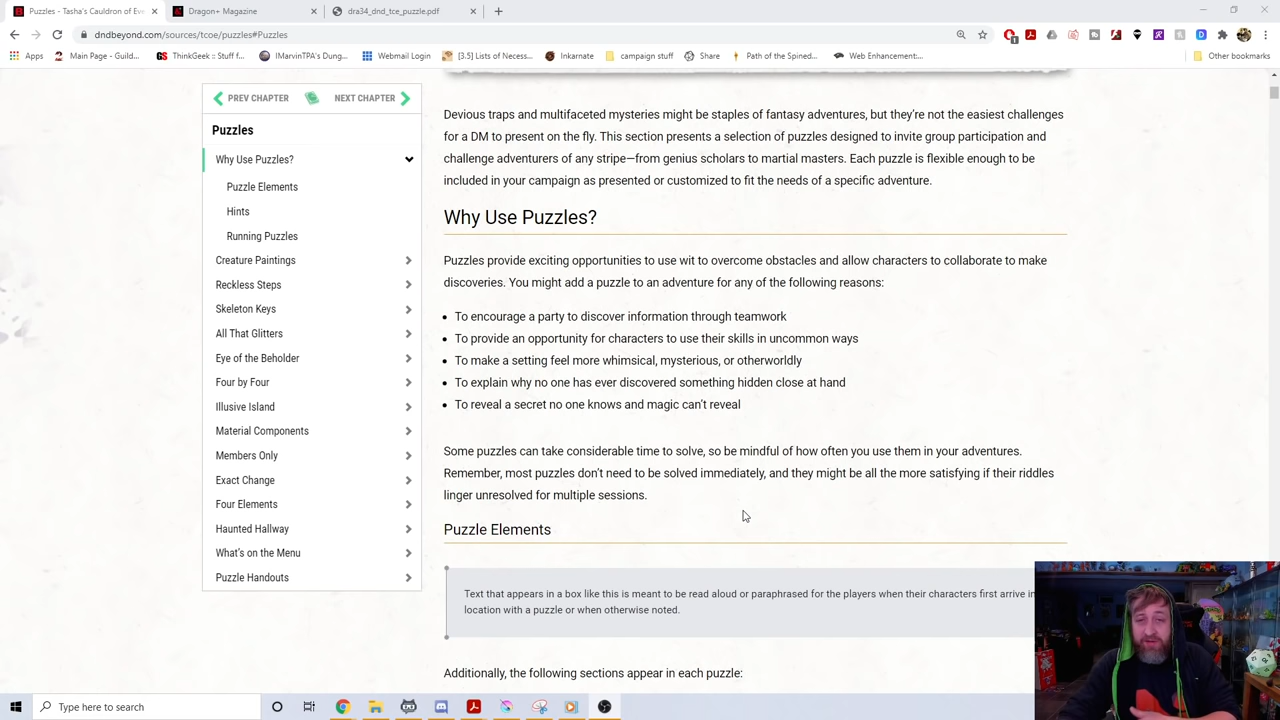 Puzzles - Tasha's Cauldron of Eve
Dragon+ Magazine
dra34_dnd_tce_puzzle.pdf
dndbeyond.com/sources/tcoe/puzzles#Puzzles
Apps
Main Page - Guild...
ThinkGeek :: Stuff f...
IMarvinTPA's Dung...
Webmail Login
[3.5] Lists of Necess...
Inkarnate
campaign stuff
Share
Path of the Spined...
Web Enhancement:...
Other bookmarks
PREV CHAPTER
NEXT CHAPTER
Puzzles
Why Use Puzzles?
Puzzle Elements
Hints
Running Puzzles
Creature Paintings
Reckless Steps
Skeleton Keys
All That Glitters
Eye of the Beholder
Four by Four
Illusive Island
Material Components
Members Only
Exact Change
Four Elements
Haunted Hallway
What's on the Menu
Puzzle Handouts
Devious traps and multifaceted mysteries might be staples of fantasy adventures, but they're not the easiest challenges
for a DM to present on the fly. This section presents a selection of puzzles designed to invite group participation and
challenge adventurers of any stripe—from genius scholars to martial masters. Each puzzle is flexible enough to be
included in your campaign as presented or customized to fit the needs of a specific adventure.
Why Use Puzzles?
Puzzles provide exciting opportunities to use wit to overcome obstacles and allow characters to collaborate to make
discoveries. You might add a puzzle to an adventure for any of the following reasons:
• To encourage a party to discover information through teamwork
• To provide an opportunity for characters to use their skills in uncommon ways
• To make a setting feel more whimsical, mysterious, or otherworldly
• To explain why no one has ever discovered something hidden close at hand
• To reveal a secret no one knows and magic can't reveal
Some puzzles can take considerable time to solve, so be mindful of how often you use them in your adventures.
Remember, most puzzles don't need to be solved immediately, and they might be all the more satisfying if their riddles
linger unresolved for multiple sessions.
Puzzle Elements
Text that appears in a box like this is meant to be read aloud or paraphrased for the players when their characters first arrive in
location with a puzzle or when otherwise noted.
Additionally, the following sections appear in each puzzle:
Type here to search